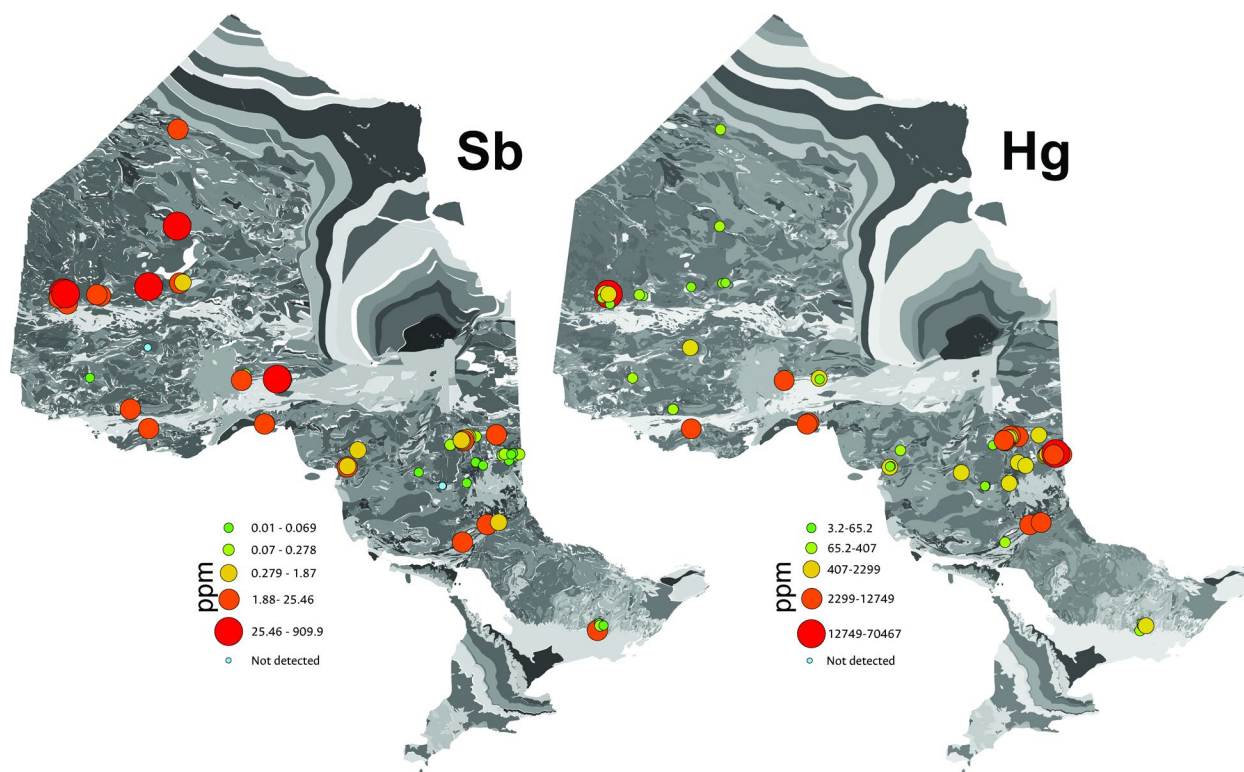 Sb
0.01 - 0.069
0.07 - 0.278
0.279 - 1.87
1.88- 25.46
25.46 - 909.9
Not detected
ppm
Hg
3.2-65.2
65.2-407
407-2299
2299-12749
12749-70467
Not detected
ppm